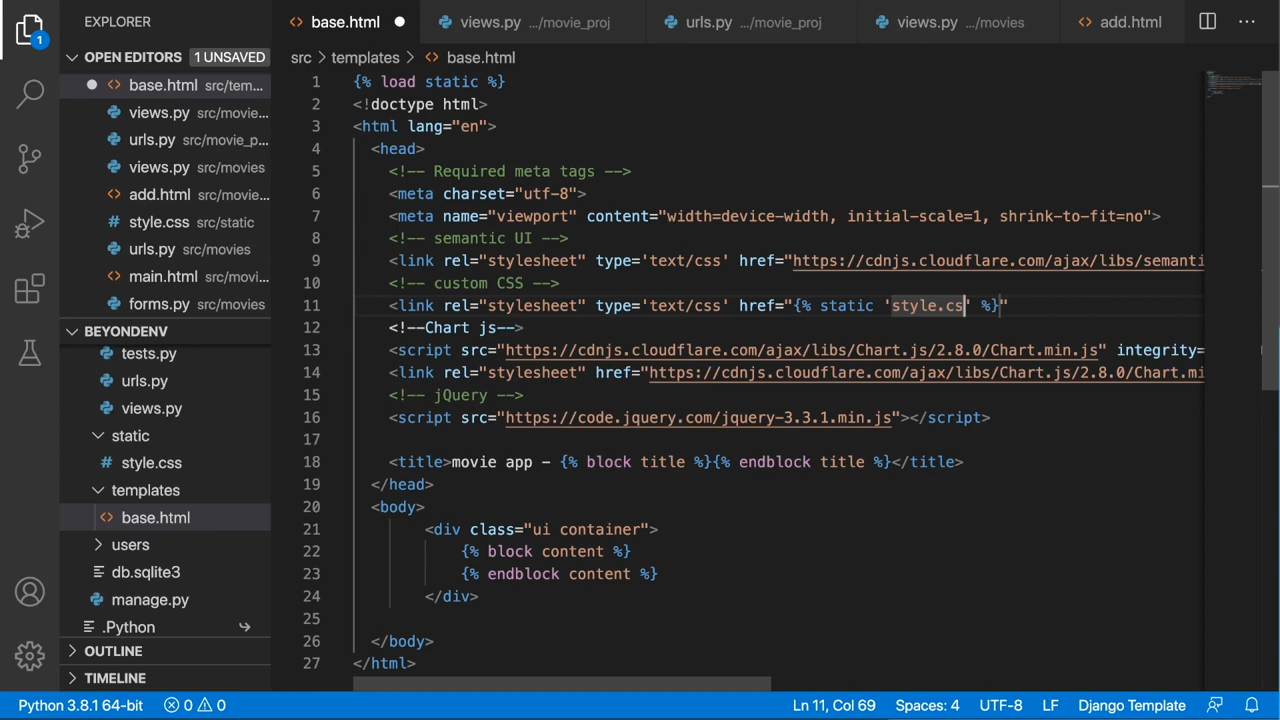 EXPLORER
base.html
views.py .../movie_proj
urls.py .../movie_proj
views.py .../movies
add.html
OPEN EDITORS 1 UNSAVED
base.html src/tem...
views.py src/movie...
urls.py src/movie_p...
views.py src/movies
add.html src/movie...
style.css src/static
urls.py src/movies
main.html src/movi...
forms.py src/movies
BEYONDENV
tests.py
urls.py
views.py
static
style.css
templates
base.html
users
db.sqlite3
manage.py
.Python
OUTLINE
TIMELINE
1
src > templates > base.html
1 {% load static %}
2 <!doctype html>
3 <html lang="en">
4 <head>
5 <!-- Required meta tags -->
6 <meta charset="utf-8">
7 <meta name="viewport" content="width=device-width, initial-scale=1, shrink-to-fit=no">
8 <!-- semantic UI -->
9 <link rel="stylesheet" type='text/css' href="https://cdnjs.cloudflare.com/ajax/libs/semanti
10 <!-- custom CSS -->
11 <link rel="stylesheet" type='text/css' href="{% static 'style.cs' %}"
12 <!--Chart js-->
13 <script src="https://cdnjs.cloudflare.com/ajax/libs/Chart.js/2.8.0/Chart.min.js" integrity=
14 <link rel="stylesheet" href="https://cdnjs.cloudflare.com/ajax/libs/Chart.js/2.8.0/Chart.mi
15 <!-- jQuery -->
16 <script src="https://code.jquery.com/jquery-3.3.1.min.js"></script>
17
18 <title>movie app - {% block title %}{% endblock title %}</title>
19 </head>
20 <body>
21 <div class="ui container">
22 {% block content %}
23 {% endblock content %}
24 </div>
25
26 </body>
27 </html>
Python 3.8.1 64-bit 0 0 Ln 11, Col 69 Spaces: 4 UTF-8 LF Django Template